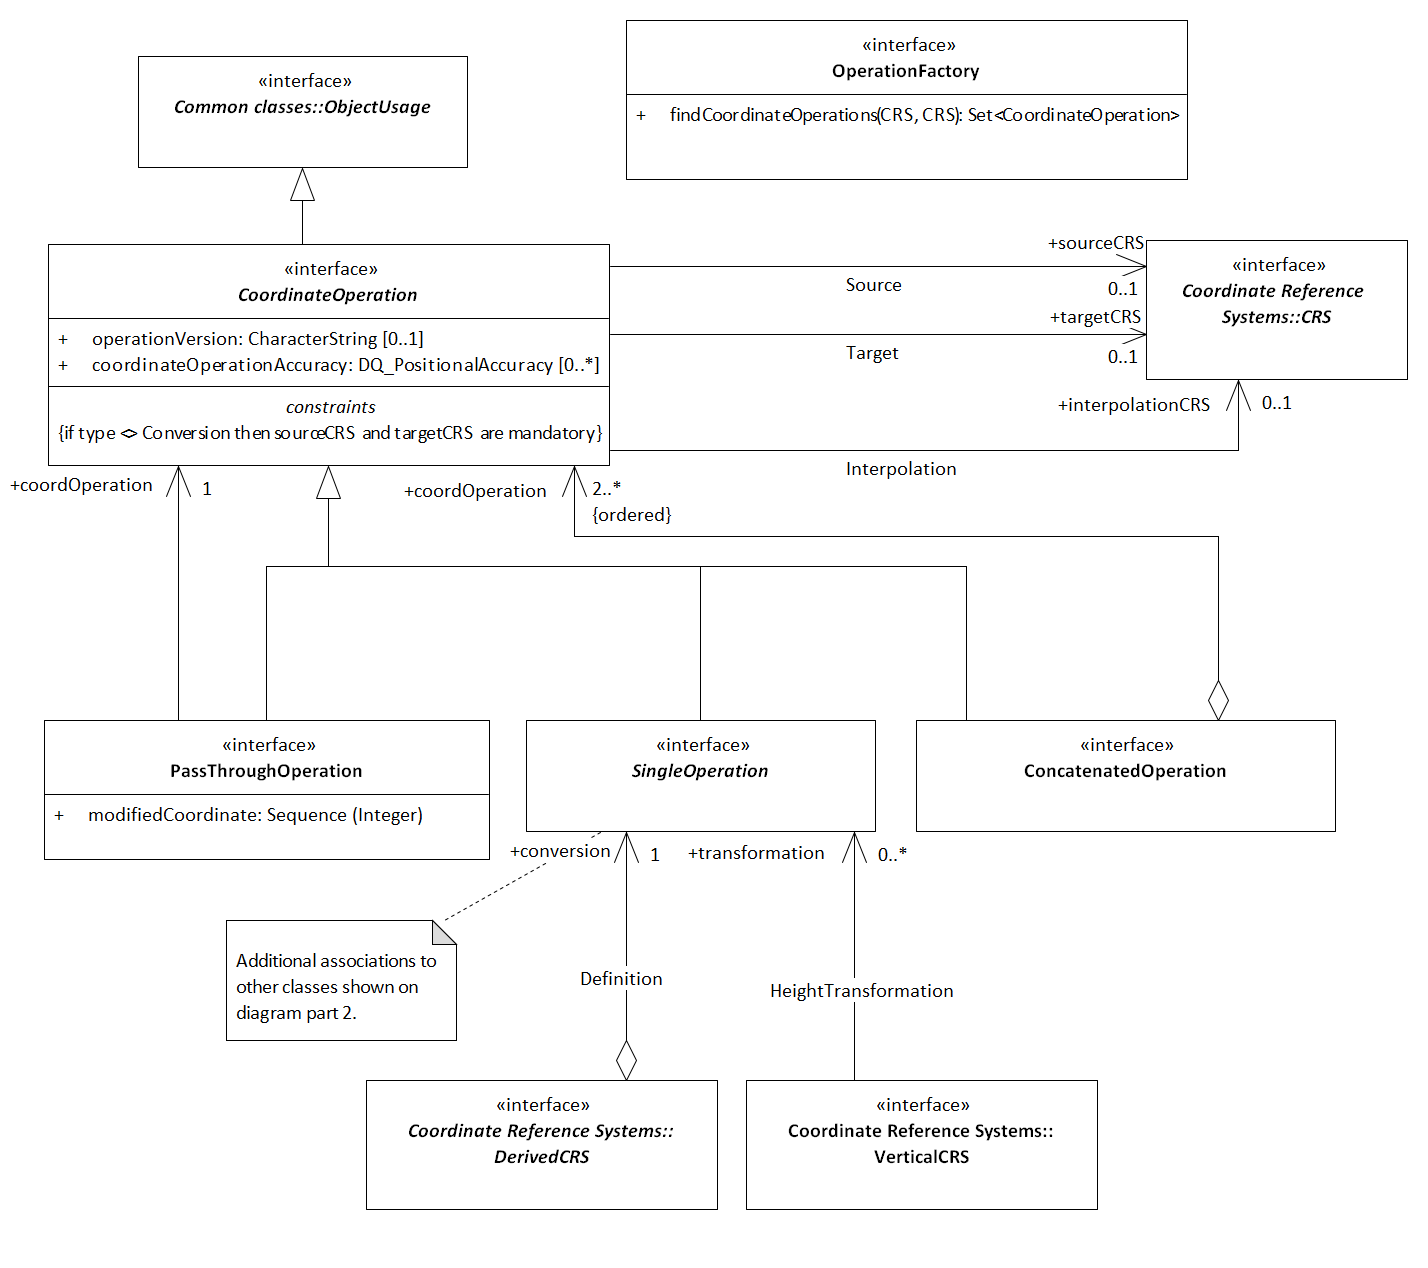 «interface»
OperationFactory
+ findCoordinateOperations(CRS, CRS): Set<CoordinateOperation>
«interface»
Common classes::ObjectUsage
«interface»
CoordinateOperation
+ operationVersion: CharacterString [0..1]
+ coordinateOperationAccuracy: DQ_PositionalAccuracy [0..*]
constraints
{if type <> Conversion then sourceCRS and targetCRS are mandatory}
+sourceCRS
Source
0..1
+targetCRS
Target
0..1
«interface»
Coordinate Reference
Systems::CRS
+interpolationCRS
0..1
Interpolation
+coordOperation
1
+coordOperation
2..*
{ordered}
«interface»
PassThroughOperation
+ modifiedCoordinate: Sequence (Integer)
«interface»
SingleOperation
«interface»
ConcatenatedOperation
+conversion
1
+transformation
0..*
Additional associations to
other classes shown on
diagram part 2.
Definition
HeightTransformation
«interface»
Coordinate Reference Systems::
DerivedCRS
«interface»
Coordinate Reference Systems::
VerticalCRS